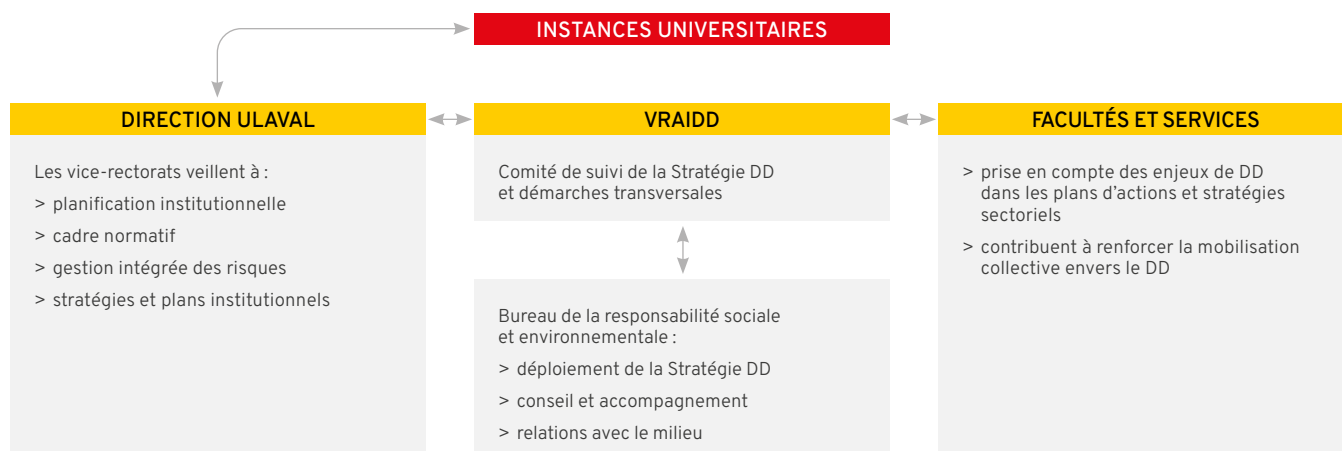 INSTANCES UNIVERSITAIRES
DIRECTION ULAVAL
Les vice-rectorats veillent à :
> planification institutionnelle
> cadre normatif
> gestion intégrée des risques
> stratégies et plans institutionnels
VRAIDD
Comité de suivi de la Stratégie DD
et démarches transversales
Bureau de la responsabilité sociale
et environnementale :
> déploiement de la Stratégie DD
> conseil et accompagnement
> relations avec le milieu
FACULTÉS ET SERVICES
> prise en compte des enjeux de DD
dans les plans d'actions et stratégies
sectoriels
> contribuent à renforcer la mobilisation
collective envers le DD